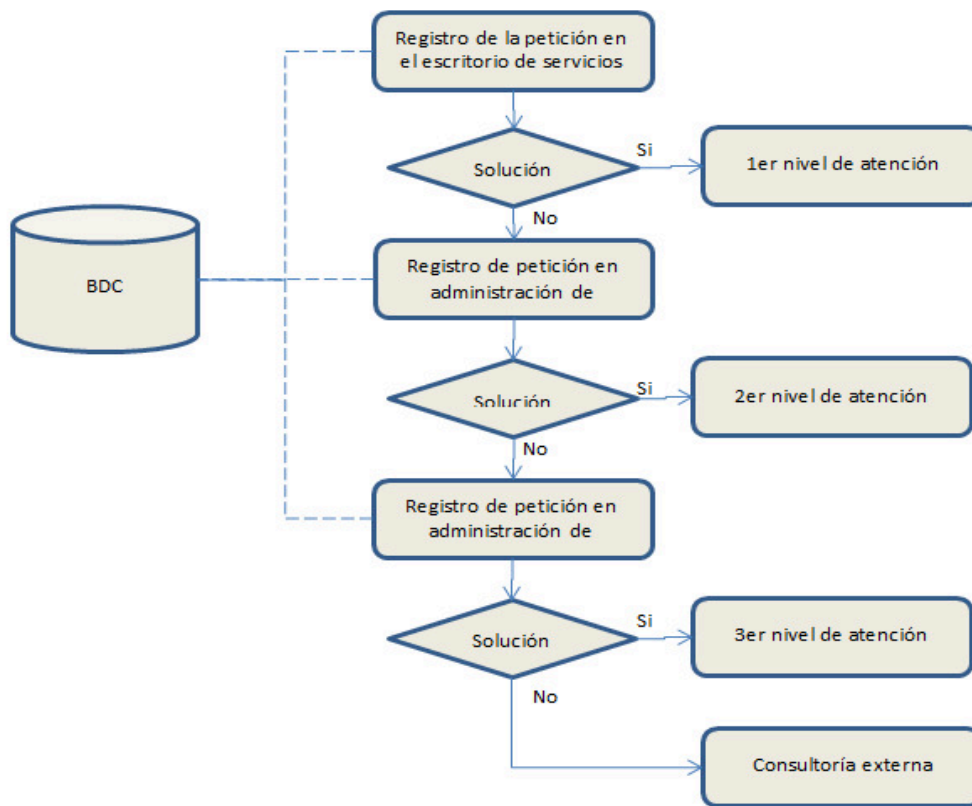 Registro de la petición en
el escritorio de servicios
Solución
Si
1er nivel de atención
No
BDC
Registro de petición en
administración de
Solución
Si
2er nivel de atención
No
Registro de petición en
administración de
Solución
Si
3er nivel de atención
No
Consultoría externa